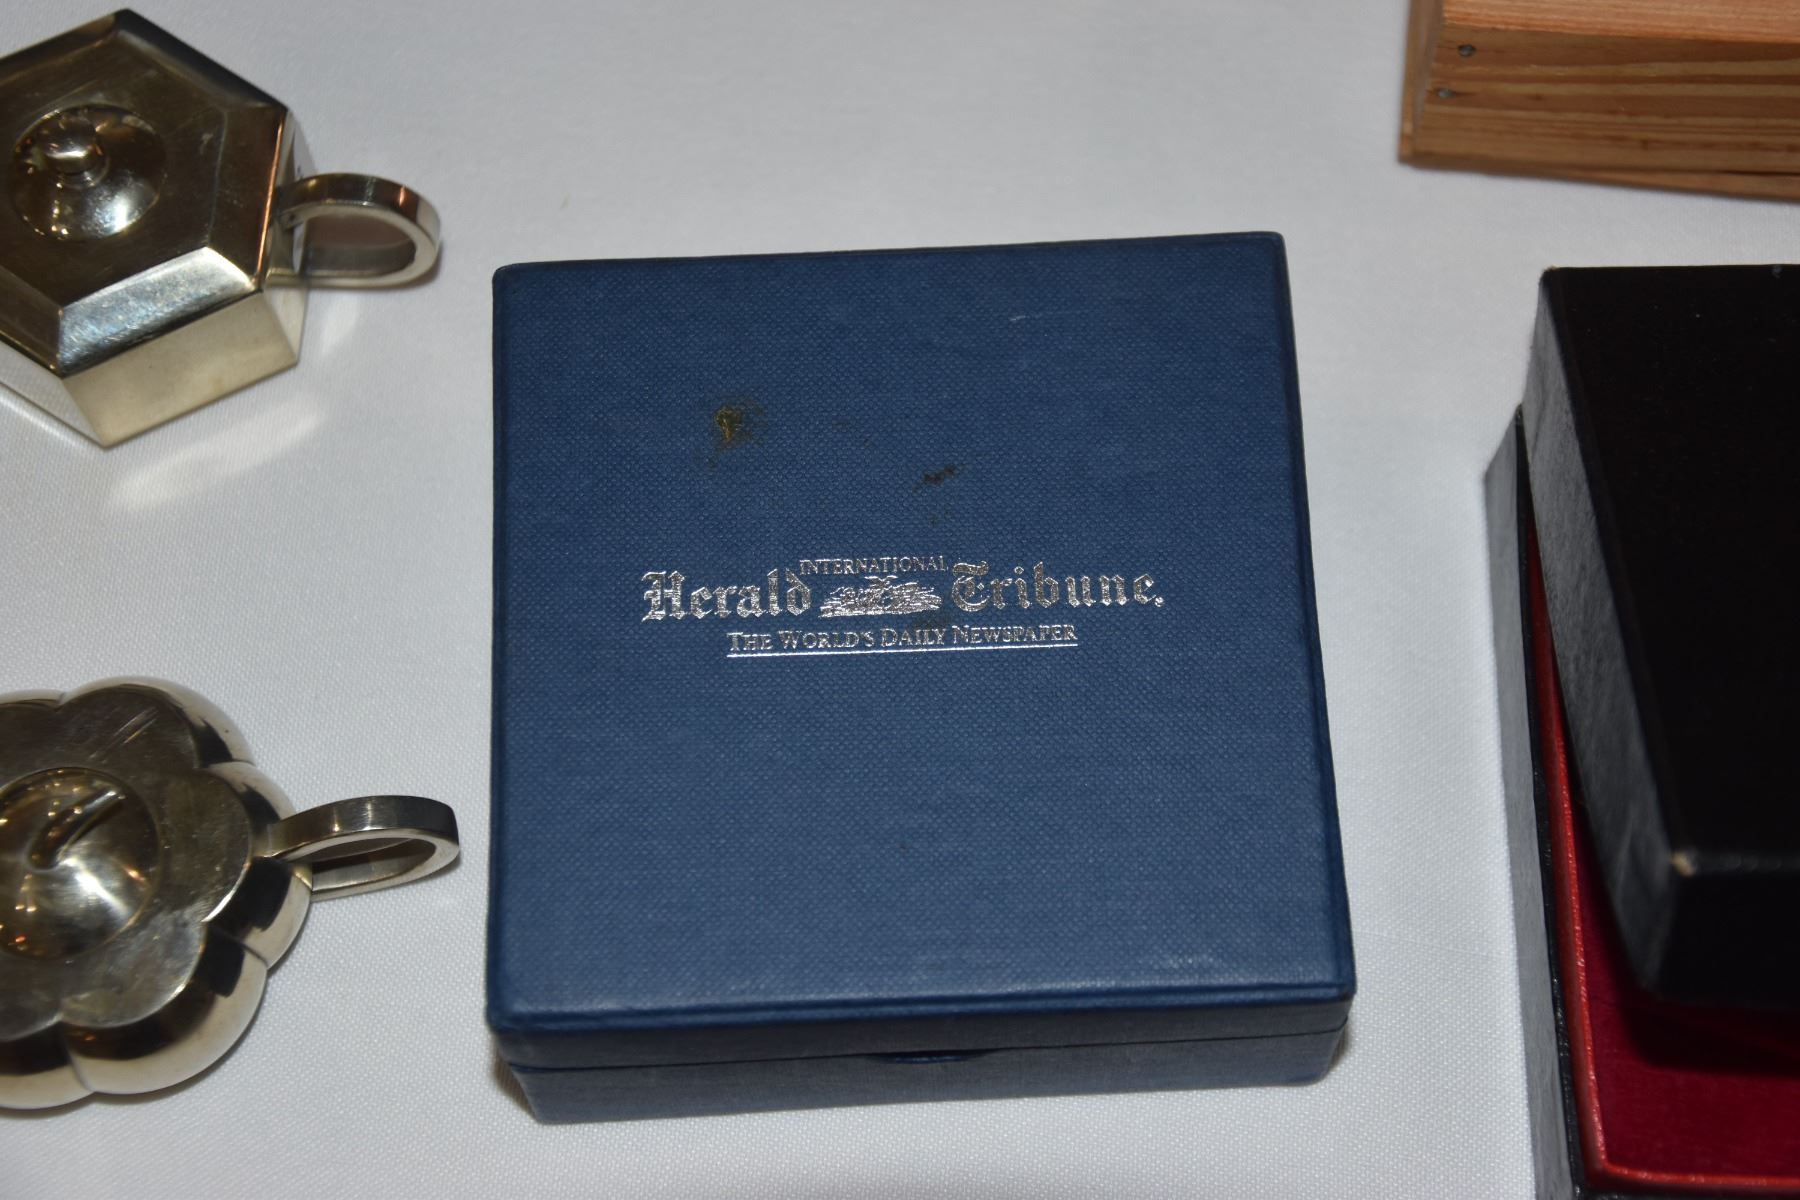 INTERNATIONAL
Herald Tribune
THE WORLD'S DAILY NEWSPAPER